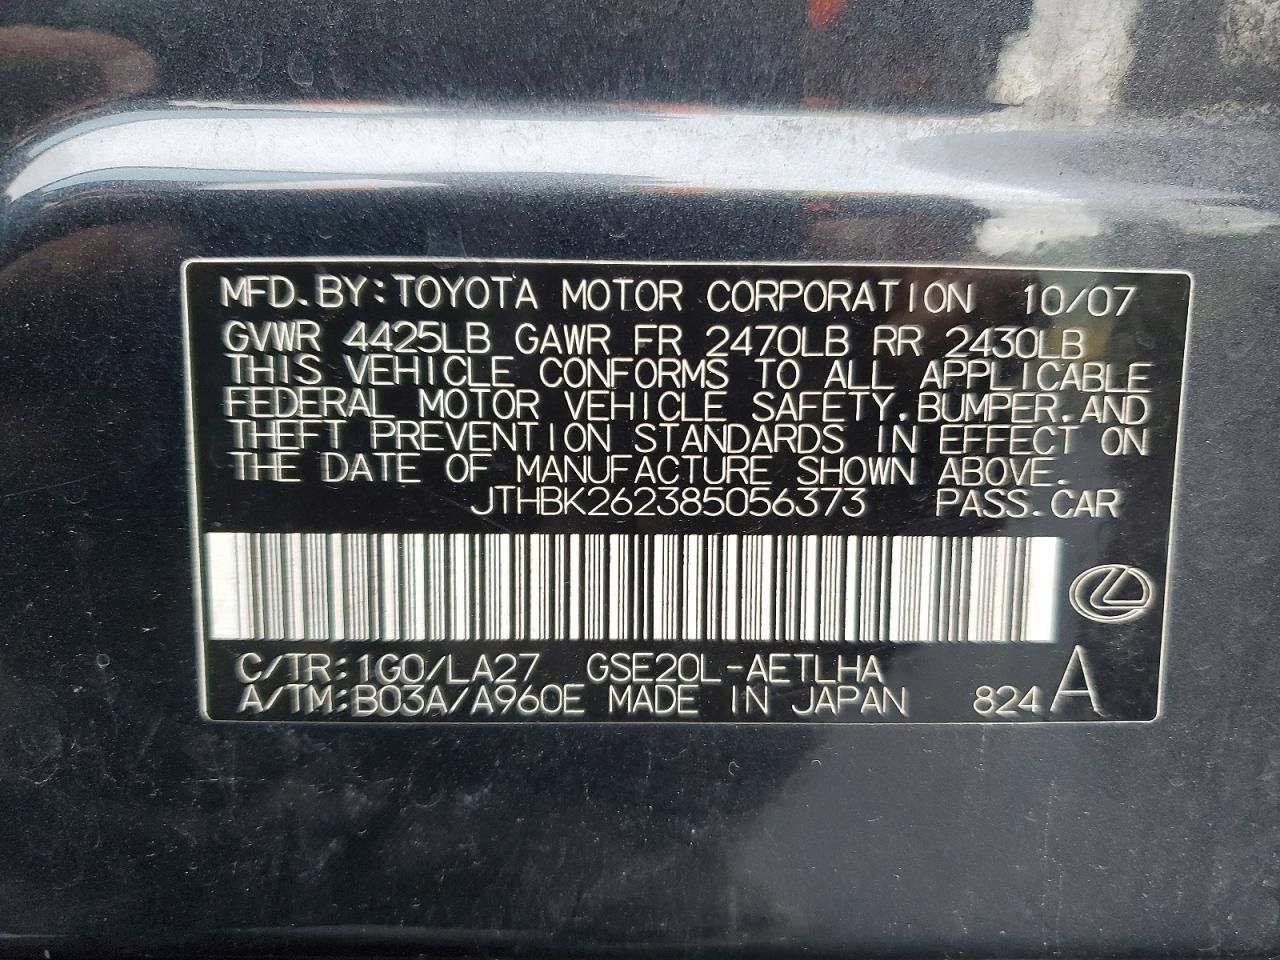 MFD.BY:TOYOTA MOTOR CORPORATION 10/07
GVWR 4425LB GAWR FR 2470LB RR 2430LB
THIS VEHICLE CONFORMS TO ALL APPLICABLE
FEDERAL MOTOR VEHICLE SAFETY,BUMPER,AND
THEFT PREVENTION STANDARDS IN EFFECT ON
THE DATE OF MANUFACTURE SHOWN ABOVE.
JTHBK262385056373 PASS.CAR
C/TR:1G0/LA27 GSE20L-AETLHA
A/TM:B03A/A960E MADE IN JAPAN 824 A